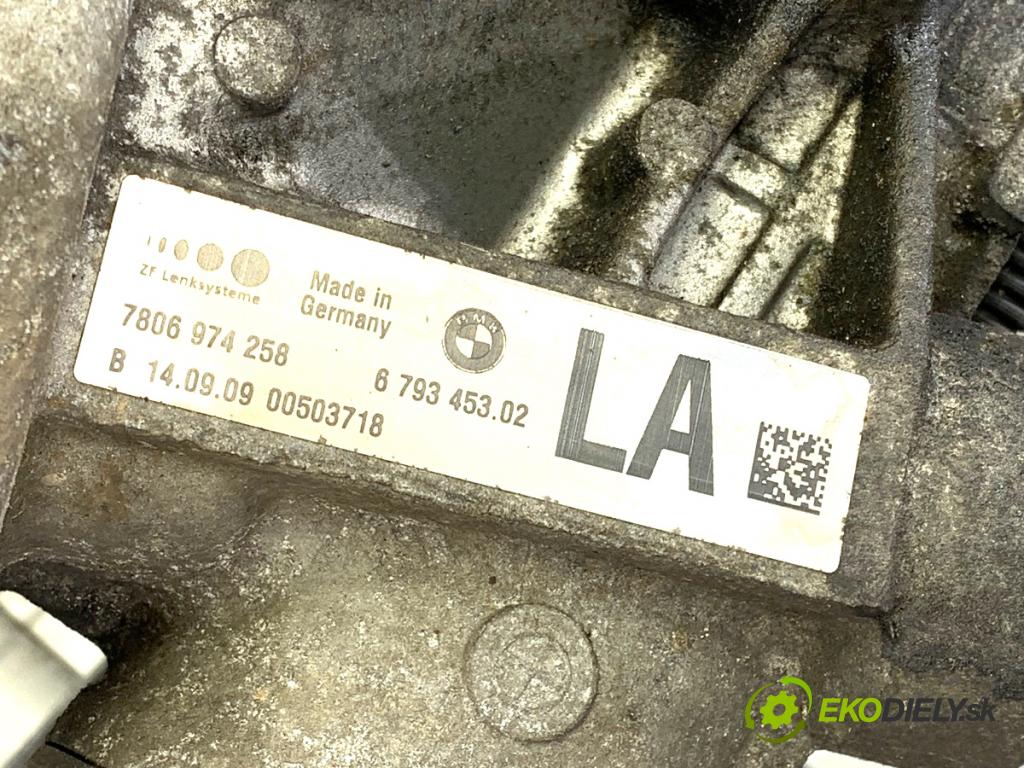 ZF Lenksysteme
Made in
Germany
BMW
7806 974 258
6 793 453.02
B 14.09.09 00503718
LA
EKODIELY.sk